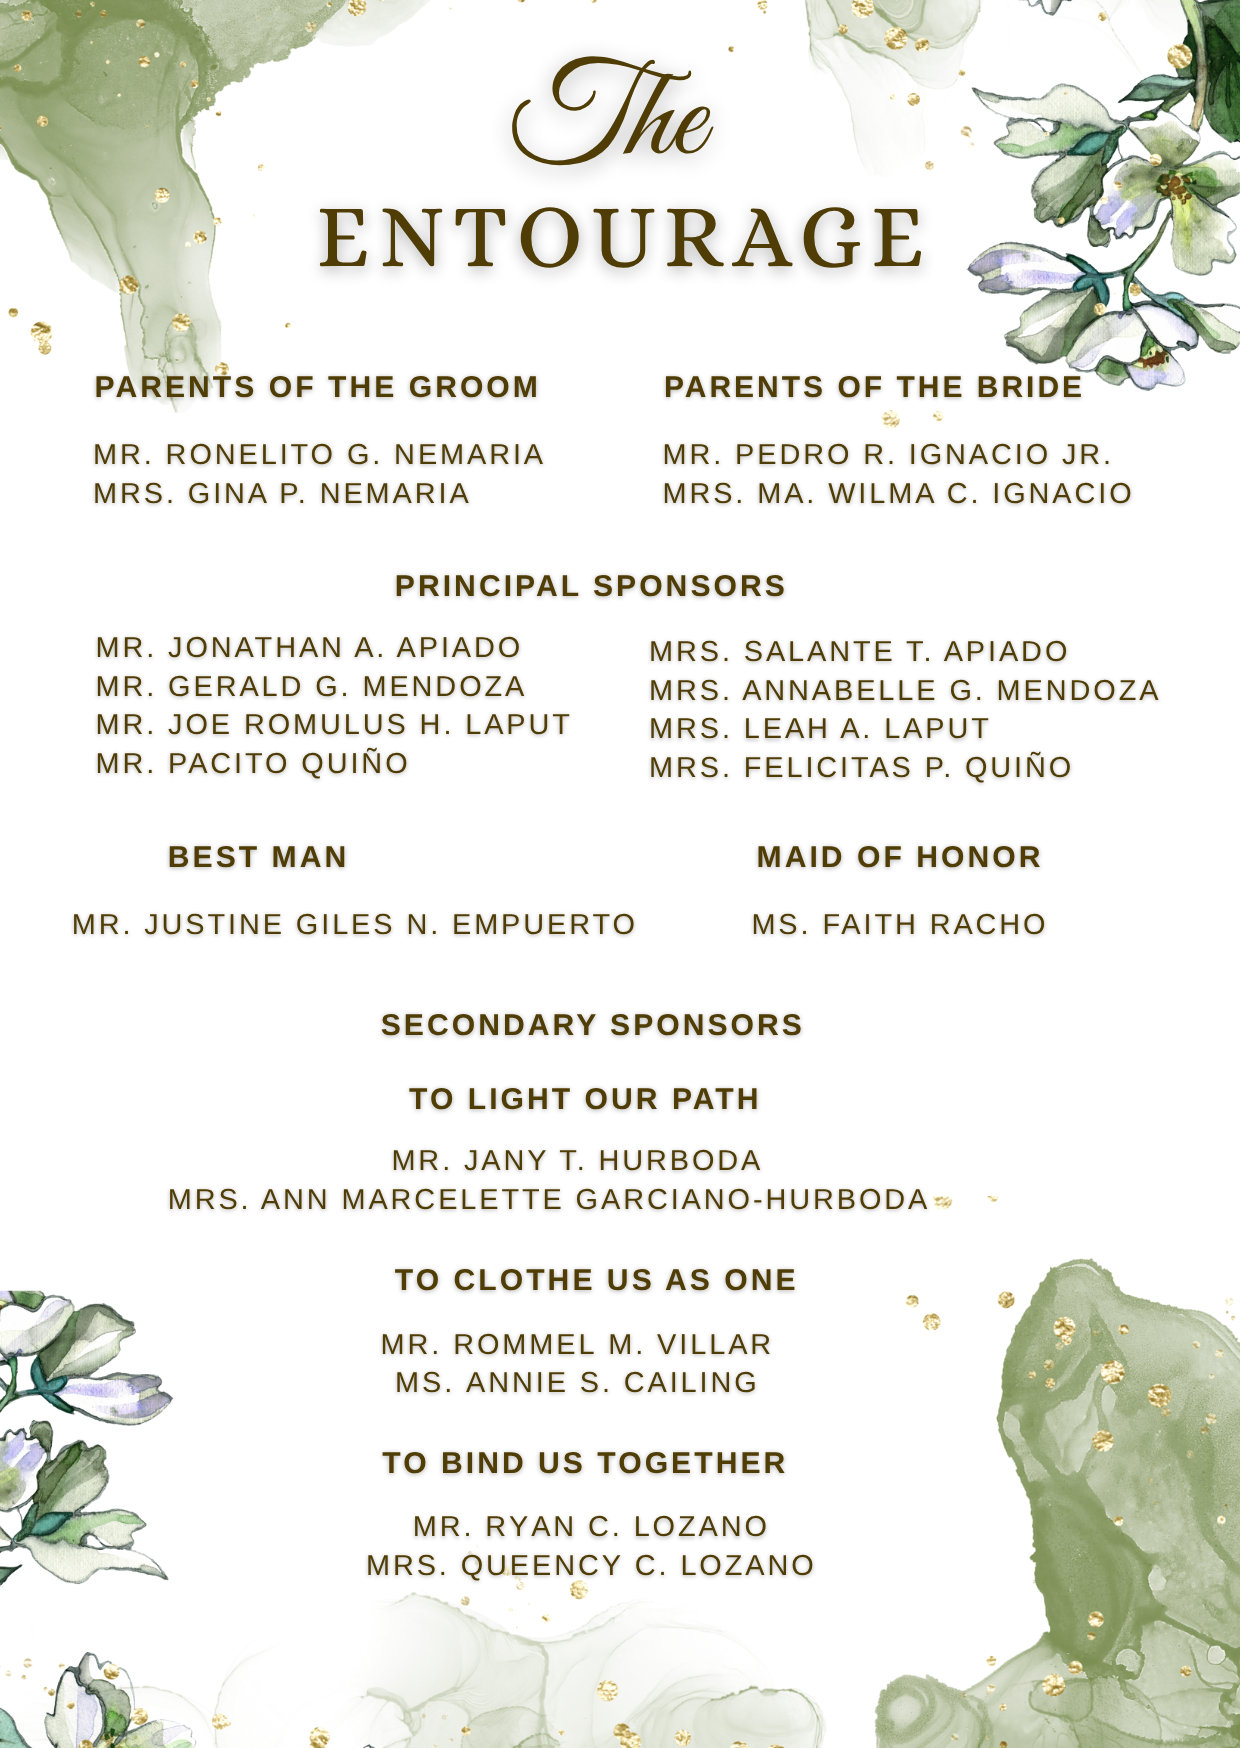 The
ENTOURAGE
PARENTS OF THE GROOM
MR. RONELITO G. NEMARIA
MRS. GINA P. NEMARIA
PARENTS OF THE BRIDE
MR. PEDRO R. IGNACIO JR.
MRS. MA. WILMA C. IGNACIO
PRINCIPAL SPONSORS
MR. JONATHAN A. APIADO
MR. GERALD G. MENDOZA
MR. JOE ROMULUS H. LAPUT
MR. PACITO QUIÑO
MRS. SALANTE T. APIADO
MRS. ANNABELLE G. MENDOZA
MRS. LEAH A. LAPUT
MRS. FELICITAS P. QUIÑO
BEST MAN
MR. JUSTINE GILES N. EMPUERTO
MAID OF HONOR
MS. FAITH RACHO
SECONDARY SPONSORS
TO LIGHT OUR PATH
MR. JANY T. HURBODA
MRS. ANN MARCELETTE GARCIANO-HURBODA
TO CLOTHE US AS ONE
MR. ROMMEL M. VILLAR
MS. ANNIE S. CAILING
TO BIND US TOGETHER
MR. RYAN C. LOZANO
MRS. QUEENCY C. LOZANO